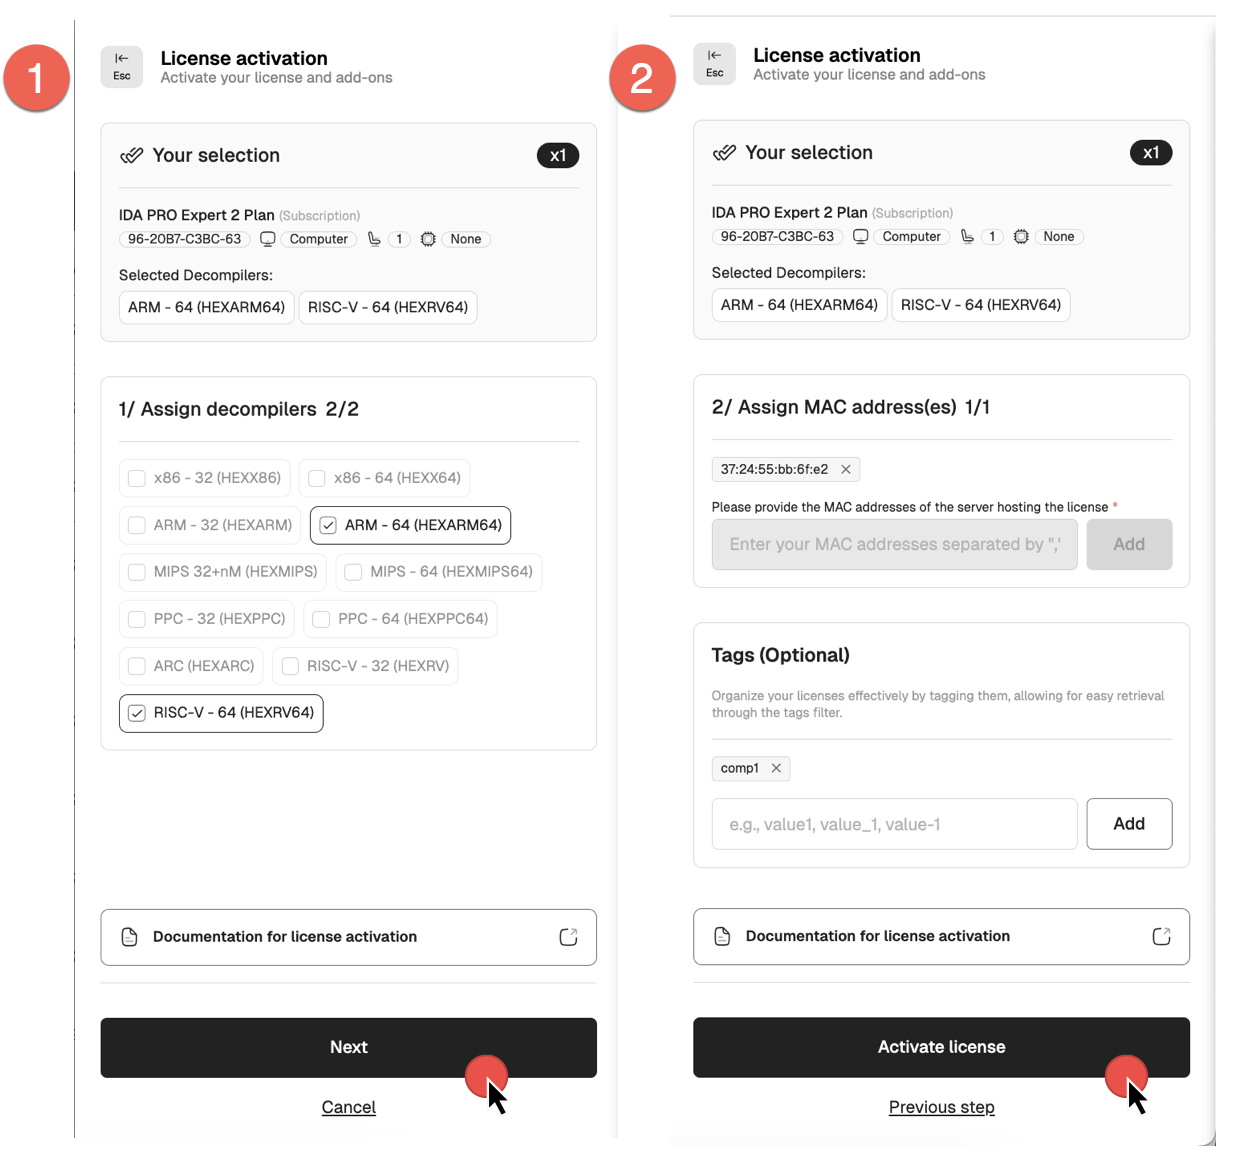 1
Esc
License activation
Activate your license and add-ons
Your selection
x1
IDA PRO Expert 2 Plan (Subscription)
96-20B7-C3BC-63 Computer 1 None
Selected Decompilers:
ARM - 64 (HEXARM64) RISC-V - 64 (HEXRV64)
1/ Assign decompilers 2/2
x86 - 32 (HEXX86) x86 - 64 (HEXX64)
ARM - 32 (HEXARM) ARM - 64 (HEXARM64)
MIPS 32+nM (HEXMIPS) MIPS - 64 (HEXMIPS64)
PPC - 32 (HEXPPC) PPC - 64 (HEXPPC64)
ARC (HEXARC) RISC-V - 32 (HEXRV)
RISC-V - 64 (HEXRV64)
Documentation for license activation
Next
Cancel
2
Esc
License activation
Activate your license and add-ons
Your selection
x1
IDA PRO Expert 2 Plan (Subscription)
96-20B7-C3BC-63 Computer 1 None
Selected Decompilers:
ARM - 64 (HEXARM64) RISC-V - 64 (HEXRV64)
2/ Assign MAC address(es) 1/1
37:24:55:bb:6f:e2
Please provide the MAC addresses of the server hosting the license *
Enter your MAC addresses separated by ","
Add
Tags (Optional)
Organize your licenses effectively by tagging them, allowing for easy retrieval
through the tags filter.
comp1
e.g., value1, value_1, value-1
Add
Documentation for license activation
Activate license
Previous step